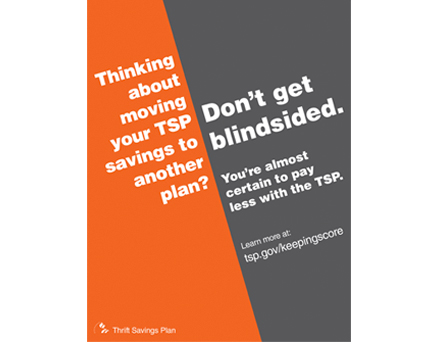 Thinking
about
moving
your TSP
savings to
another
plan?
Don't get
blindsided.
You're almost
certain to pay
less with the TSP.
Learn more at:
tsp.gov/keepingscore
Thrift Savings Plan